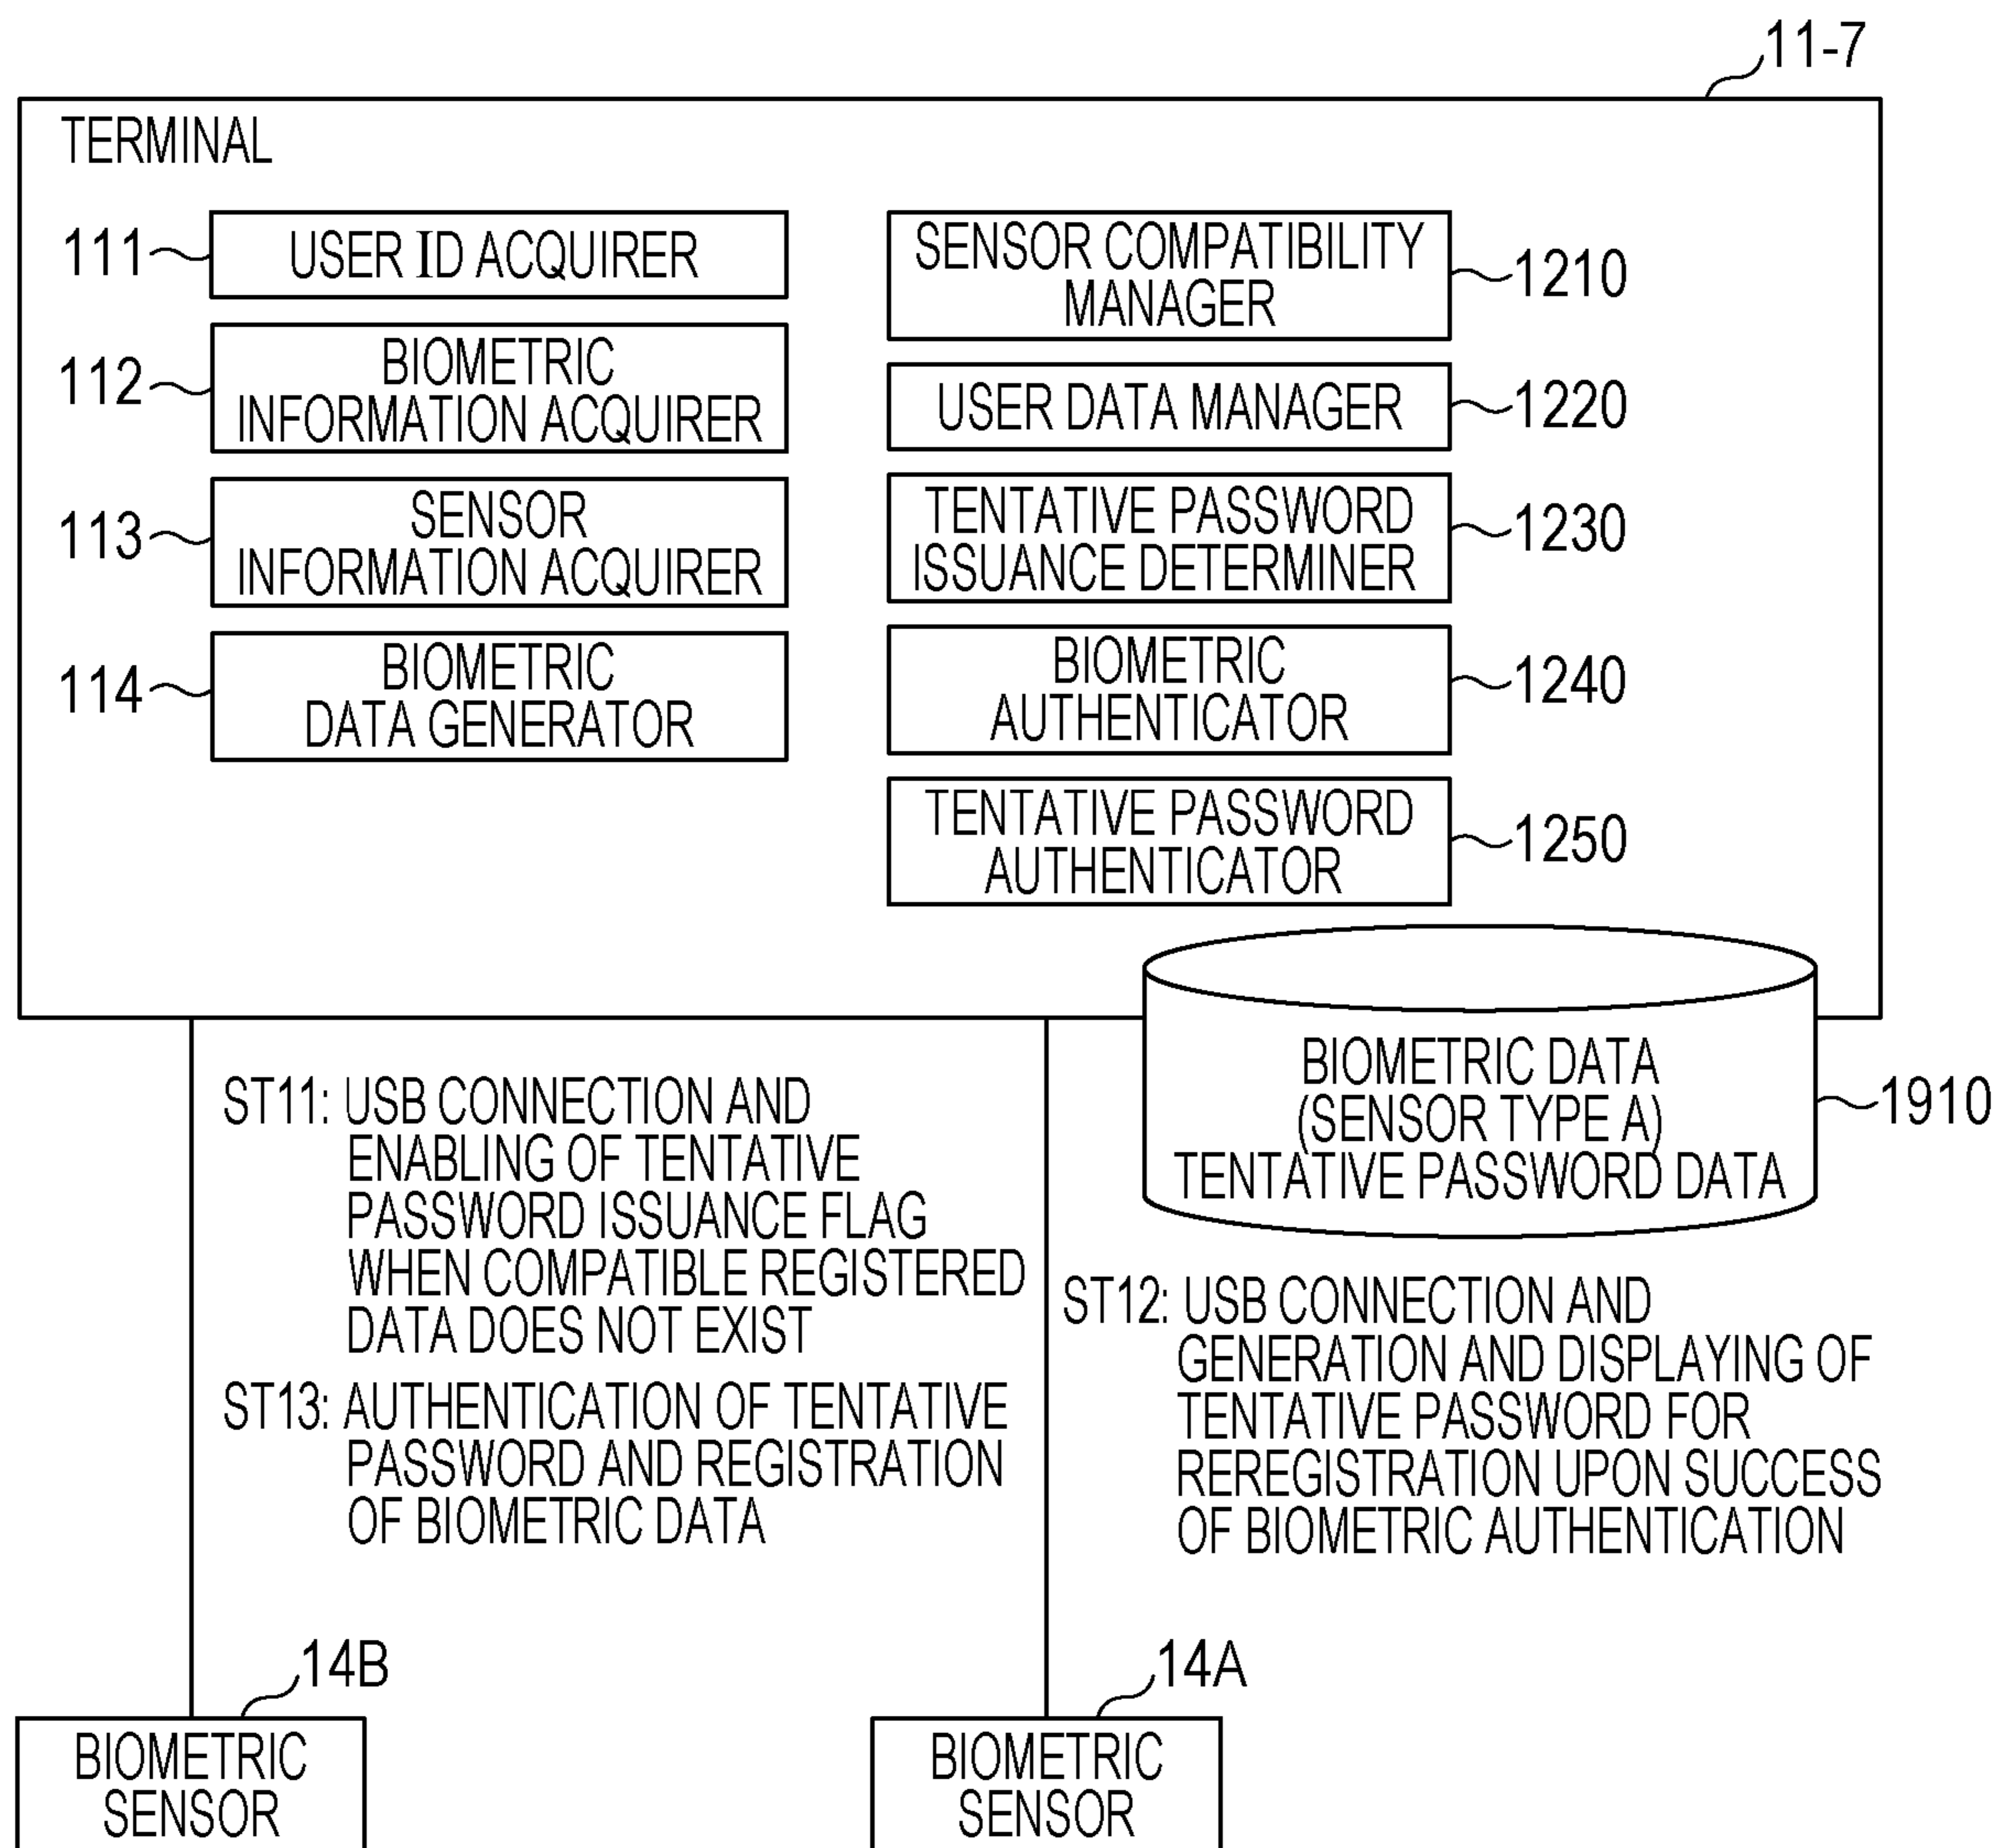 11-7
TERMINAL
111
USER ID ACQUIRER
112
BIOMETRIC
INFORMATION ACQUIRER
113
SENSOR
INFORMATION ACQUIRER
114
BIOMETRIC
DATA GENERATOR
SENSOR COMPATIBILITY
MANAGER
1210
USER DATA MANAGER
1220
TENTATIVE PASSWORD
ISSUANCE DETERMINER
1230
BIOMETRIC
AUTHENTICATOR
1240
TENTATIVE PASSWORD
AUTHENTICATOR
1250
BIOMETRIC DATA
(SENSOR TYPE A)
TENTATIVE PASSWORD DATA
1910
ST11: USB CONNECTION AND
ENABLING OF TENTATIVE
PASSWORD ISSUANCE FLAG
WHEN COMPATIBLE REGISTERED
DATA DOES NOT EXIST
ST13: AUTHENTICATION OF TENTATIVE
PASSWORD AND REGISTRATION
OF BIOMETRIC DATA
ST12: USB CONNECTION AND
GENERATION AND DISPLAYING OF
TENTATIVE PASSWORD FOR
REREGISTRATION UPON SUCCESS
OF BIOMETRIC AUTHENTICATION
14B
BIOMETRIC
SENSOR
14A
BIOMETRIC
SENSOR